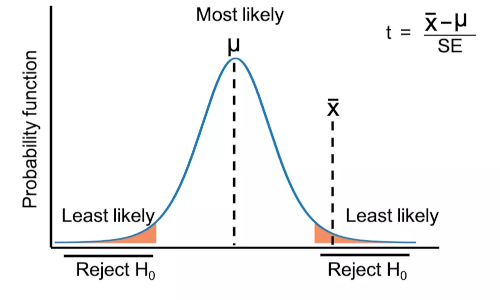 Most likely
μ
t = x̄-μ
SE
x̄
Probability function
Least likely
Least likely
Reject H₀
Reject H₀